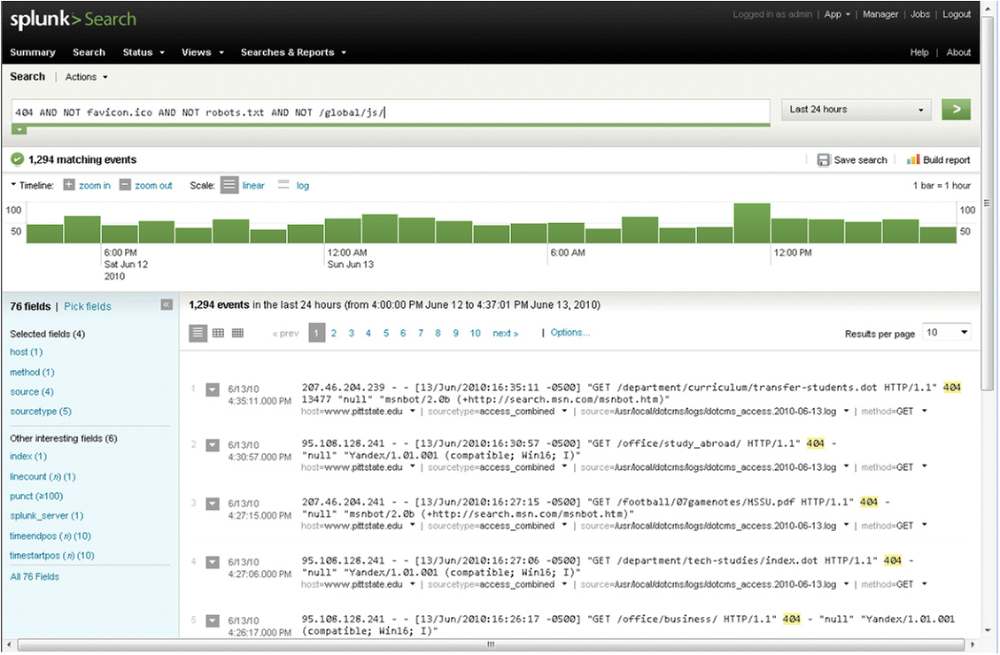 splunk> Search
Logged in as admin | App | Manager | Jobs | Logout
Summary Search Status Views Searches & Reports
Help | About
Search | Actions
404 AND NOT favicon.ico AND NOT robots.txt AND NOT /global/js/
Last 24 hours
>
1,294 matching events
Save search
Build report
Timeline: zoom in zoom out Scale: linear log
1 bar = 1 hour
100 100
50 50
6:00 PM 12:00 AM 6:00 AM 12:00 PM
Sat Jun 12 Sun Jun 13
2010
76 fields | Pick fields
«
Selected fields (4)
host (1)
method (1)
source (4)
sourcetype (5)
Other interesting fields (6)
index (1)
linecount (n) (1)
punct (≥100)
splunk_server (1)
timeendpos (n) (10)
timestartpos (n) (10)
All 76 Fields
1,294 events in the last 24 hours (from 4:00:00 PM June 12 to 4:37:01 PM June 13, 2010)
« prev 1 2 3 4 5 6 7 8 9 10 next » | Options...
Results per page 10
1 6/13/10 207.46.204.239 - - [13/Jun/2010:16:35:11 -0500] "GET /department/curriculum/transfer-students.dot HTTP/1.1" 404
4:35:11.000 PM 13477 "null" "msnbot/2.0b (+http://search.msn.com/msnbot.htm)"
host=www.pittstate.edu | sourcetype=access_combined | source=/usr/local/dotcms/logs/dotcms_access.2010-06-13.log | method=GET
2 6/13/10 95.108.128.241 - - [13/Jun/2010:16:30:57 -0500] "GET /office/study_abroad/ HTTP/1.1" 404 -
4:30:57.000 PM "null" "Yandex/1.01.001 (compatible; Win16; I)"
host=www.pittstate.edu | sourcetype=access_combined | source=/usr/local/dotcms/logs/dotcms_access.2010-06-13.log | method=GET
3 6/13/10 207.46.204.241 - - [13/Jun/2010:16:27:15 -0500] "GET /football/07gamenotes/MSSU.pdf HTTP/1.1" 404 -
4:27:15.000 PM "null" "msnbot/2.0b (+http://search.msn.com/msnbot.htm)"
host=www.pittstate.edu | sourcetype=access_combined | source=/usr/local/dotcms/logs/dotcms_access.2010-06-13.log | method=GET
4 6/13/10 95.108.128.241 - - [13/Jun/2010:16:27:06 -0500] "GET /department/tech-studies/index.dot HTTP/1.1" 404 -
4:27:06.000 PM "null" "Yandex/1.01.001 (compatible; Win16; I)"
host=www.pittstate.edu | sourcetype=access_combined | source=/usr/local/dotcms/logs/dotcms_access.2010-06-13.log | method=GET
5 6/13/10 95.108.128.241 - - [13/Jun/2010:16:26:17 -0500] "GET /office/business/ HTTP/1.1" 404 - "null" "Yandex/1.01.001
4:26:17.000 PM (compatible; Win16; I)"